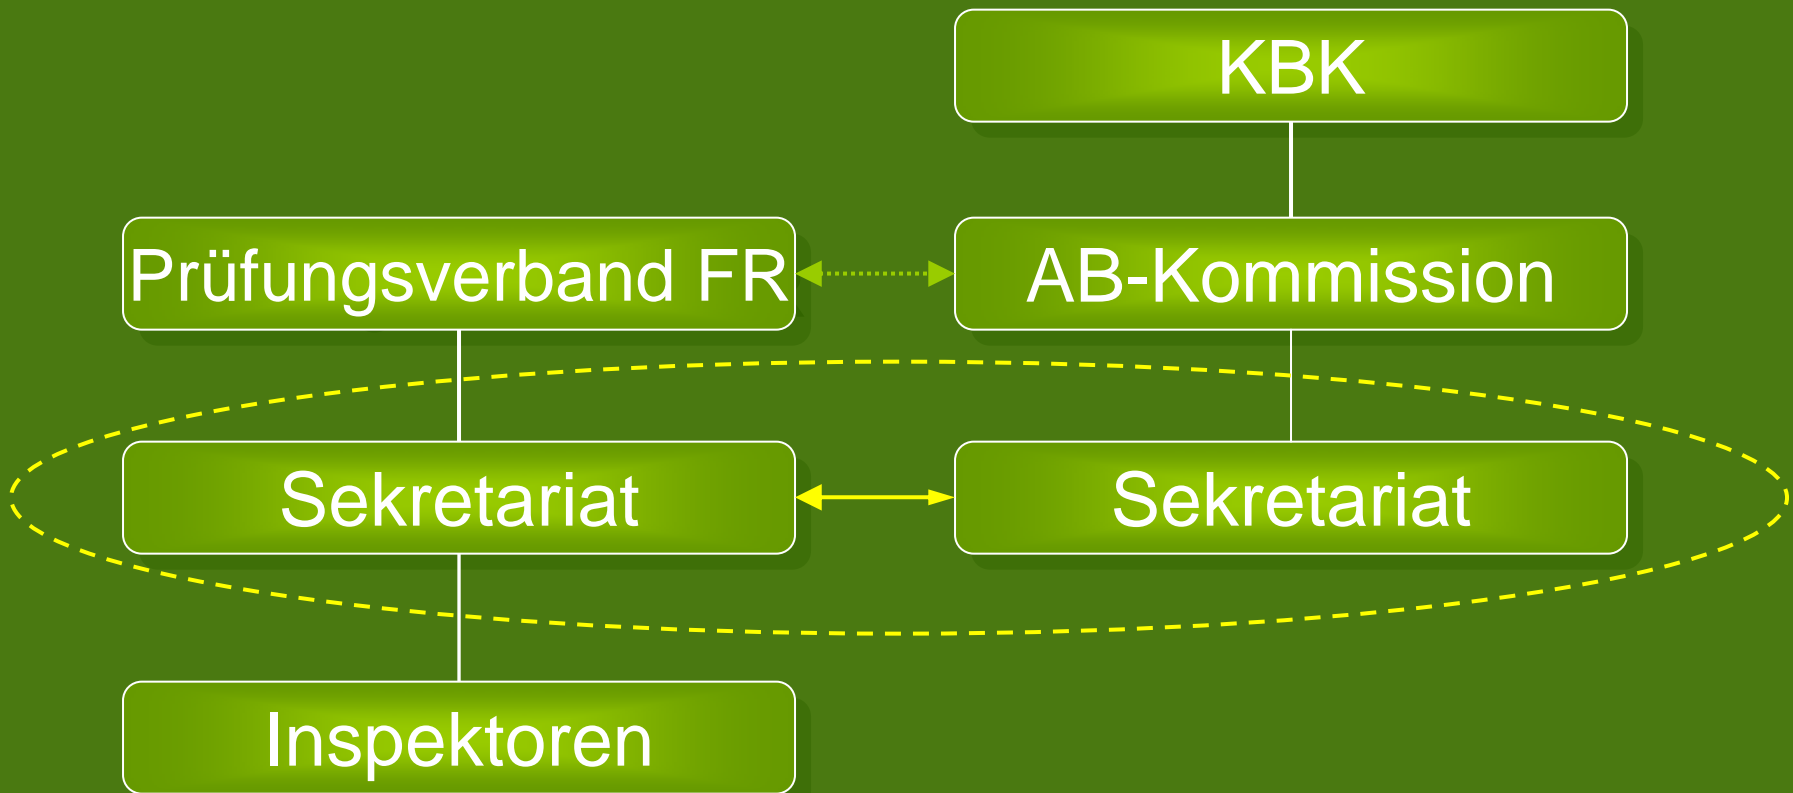 KBK
Prüfungsverband FR
AB-Kommission
Sekretariat
Sekretariat
Inspektoren